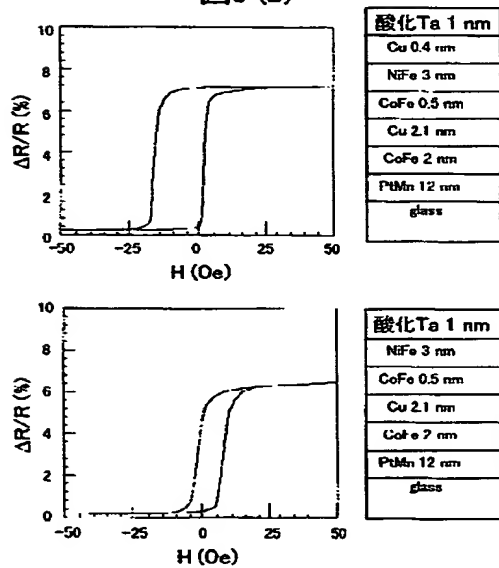 10
8
6
4
2
0
ΔR/R (%)
-50
-25
0
25
50
H (Oe)
酸化Ta 1 nm
Cu 0.4 nm
NiFe 3 nm
CoFe 0.5 nm
Cu 2.1 nm
CoFe 2 nm
PtMn 12 nm
glass
10
8
6
4
2
0
ΔR/R (%)
-50
-25
0
25
50
H (Oe)
酸化Ta 1 nm
NiFe 3 nm
CoFe 0.5 nm
Cu 2.1 nm
CoFe 2 nm
PtMn 12 nm
glass